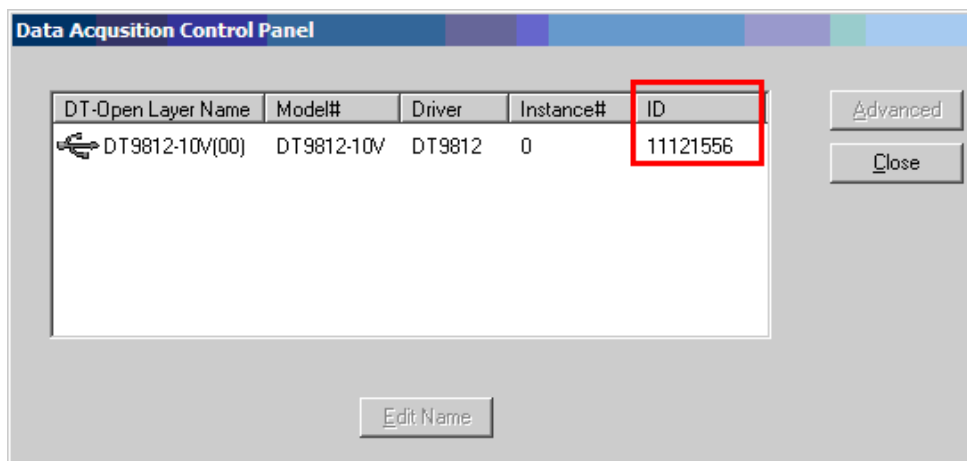 Data Acqusition Control Panel
DT-Open Layer Name Model# Driver Instance# ID
DT9812-10V(00) DT9812-10V DT9812 0 11121556
Advanced
Close
Edit Name